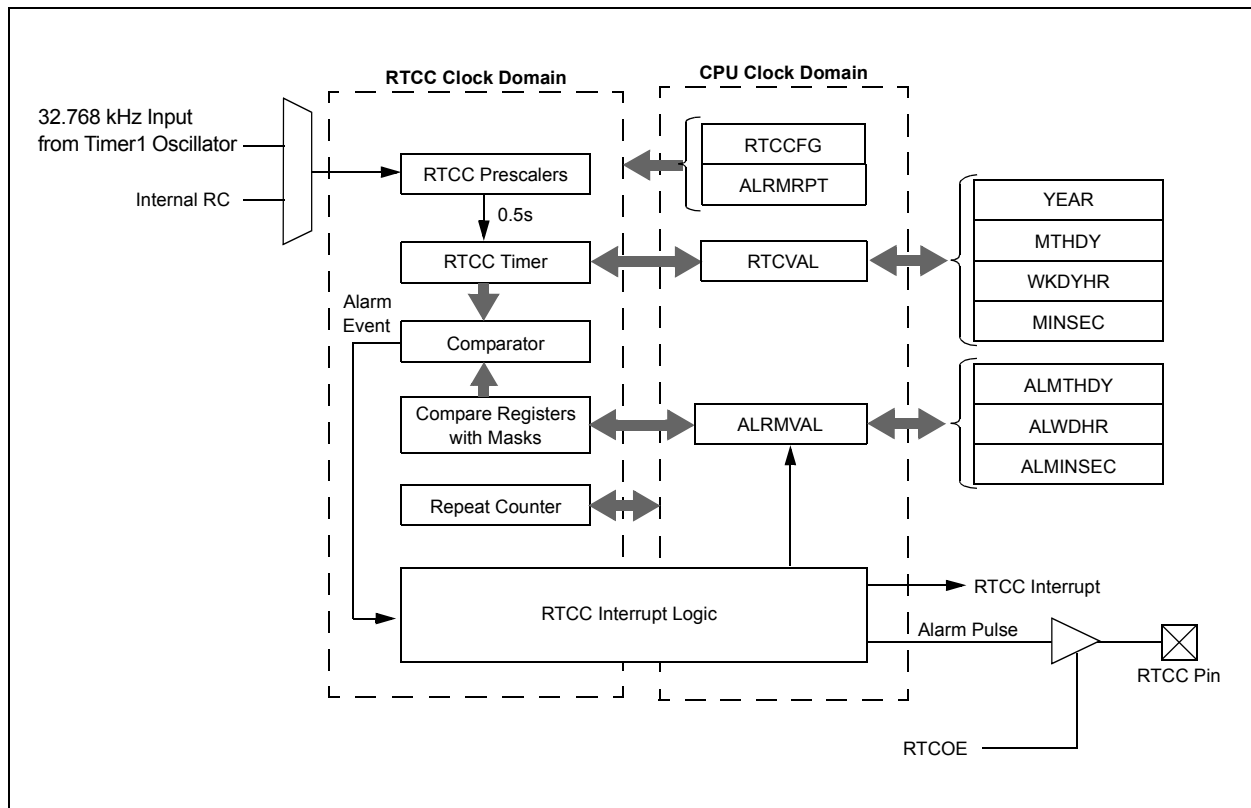 RTCC Clock Domain
CPU Clock Domain
32.768 kHz Input
from Timer1 Oscillator
Internal RC
RTCC Prescalers
0.5s
RTCC Timer
Alarm
Event
Comparator
Compare Registers
with Masks
Repeat Counter
RTCC Interrupt Logic
RTCCFG
ALRMRPT
RTCVAL
ALRMVAL
YEAR
MTHDY
WKDYHR
MINSEC
ALMTHDY
ALWDHR
ALMINSEC
RTCC Interrupt
Alarm Pulse
RTCC Pin
RTCOE